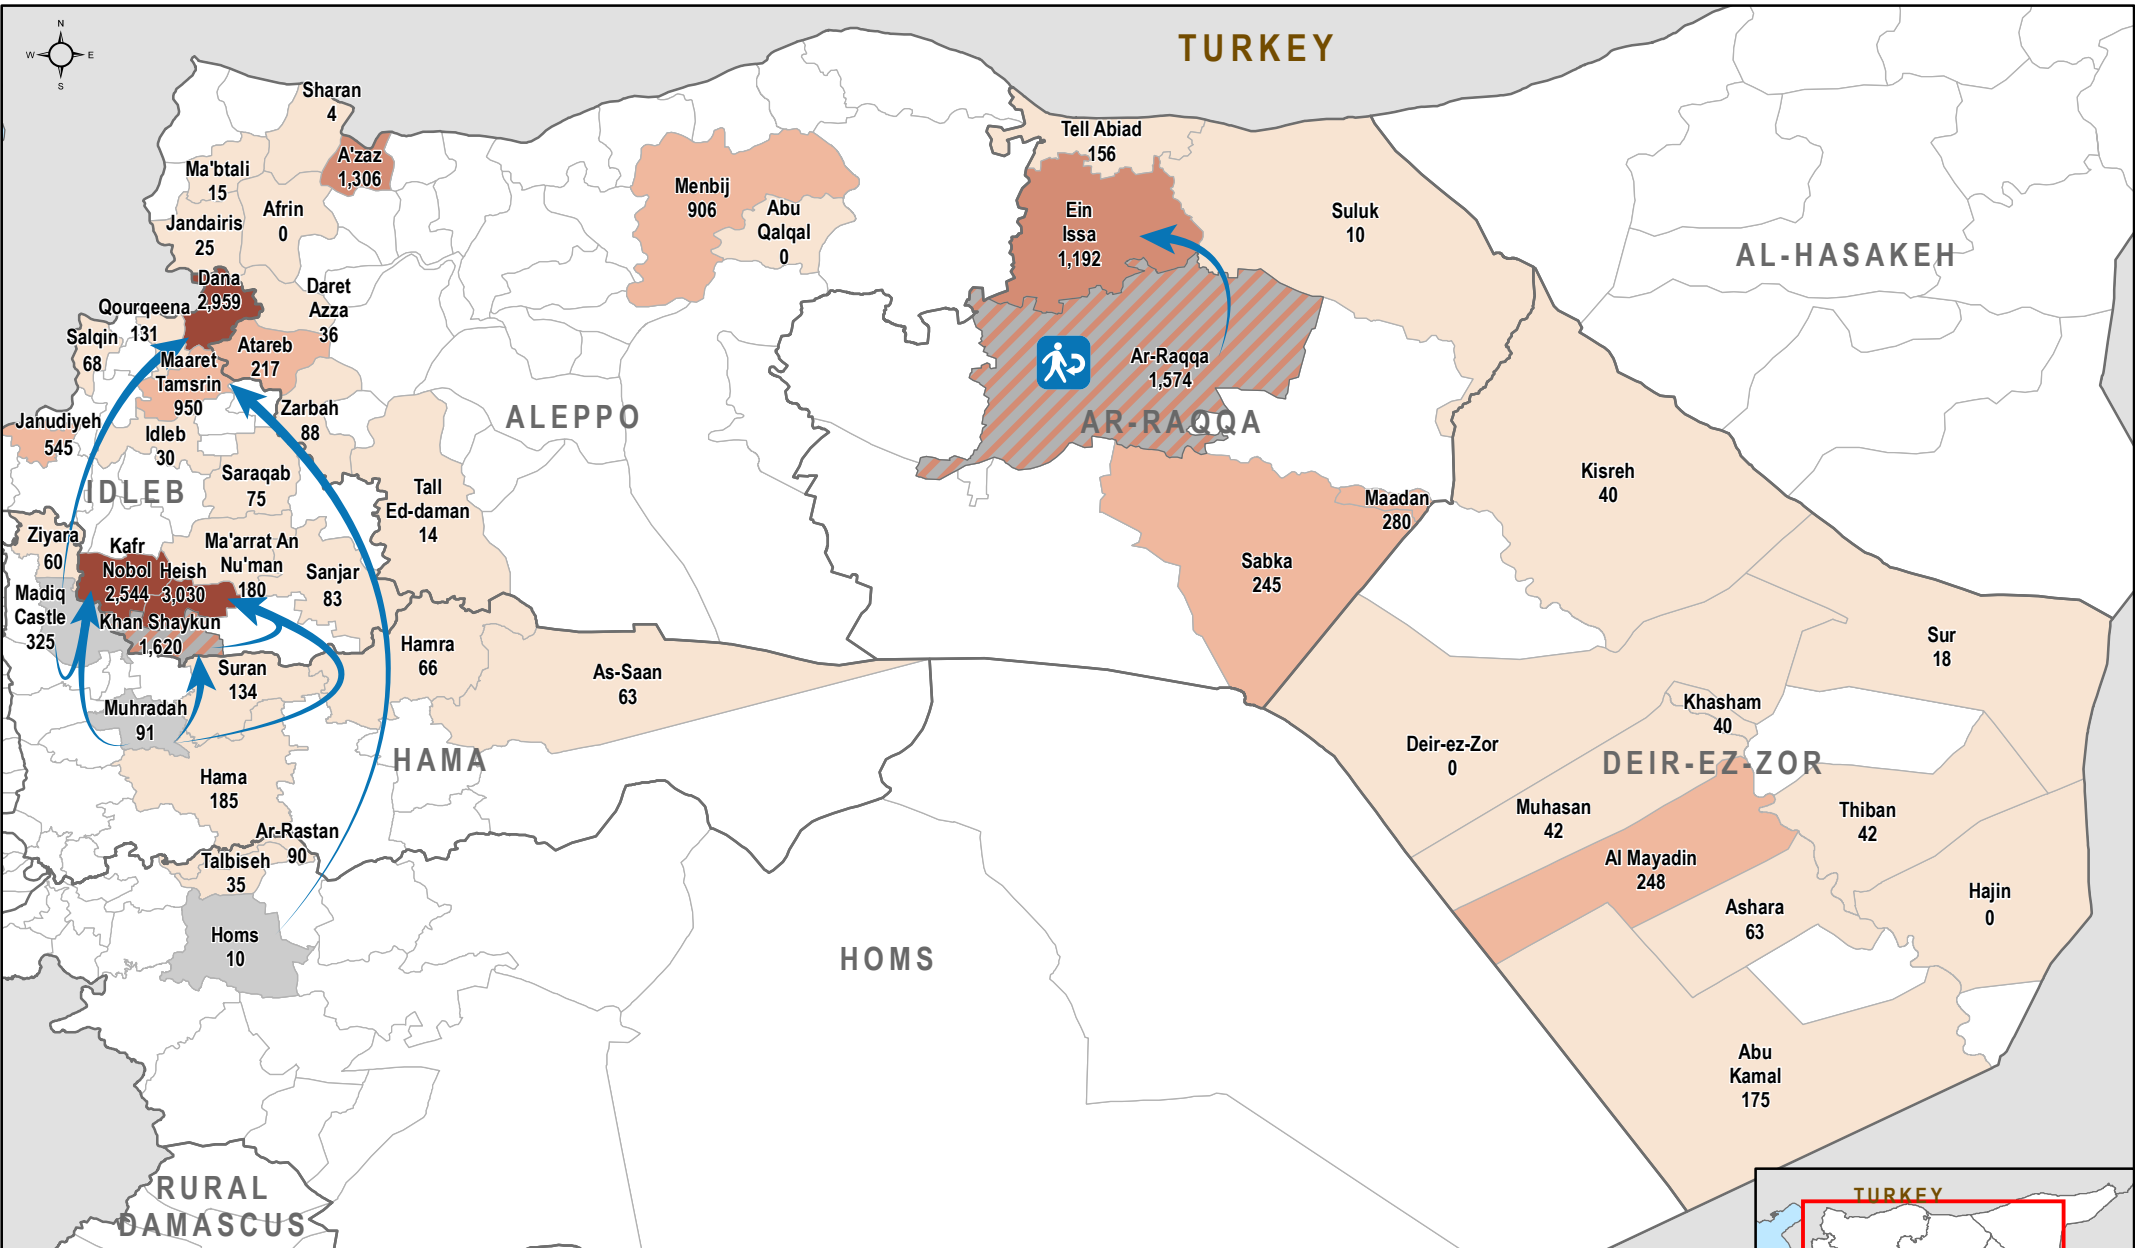 N
W E
S
TURKEY
Sharan
4
A'zaz
1,306
Ma'btali
15
Afrin
0
Jandairis
25
Menbij
906
Abu
Qalqal
0
Tell Abiad
156
Ein
Issa
1,192
Suluk
10
AL-HASAKEH
Dana
2,959
Daret
Azza
36
Qourqeena
131
Salqin
68
Atareb
217
Maaret
Tamsrin
950
Ar-Raqqa
1,574
AR-RAQQA
ALEPPO
Janudiyeh
545
Zarbah
88
Idleb
30
Saraqab
75
IDLEB
Tall
Ed-daman
14
Kisreh
40
Maadan
280
Sabka
245
Ziyara
60
Kafr
Nobol
2,544
Heish
3,030
Ma'arrat An
Nu'man
180
Sanjar
83
Madiq
Castle
325
Khan Shaykun
1,620
Hamra
66
As-Saan
63
Suran
134
Muhradah
91
Sur
18
Khasham
40
Deir-ez-Zor
0
DEIR-EZ-ZOR
HAMA
Hama
185
Muhasan
42
Thiban
42
Ar-Rastan
90
Talbiseh
35
Al Mayadin
248
Ashara
63
Hajin
0
Homs
10
HOMS
Abu
Kamal
175
RURAL
DAMASCUS
TURKEY